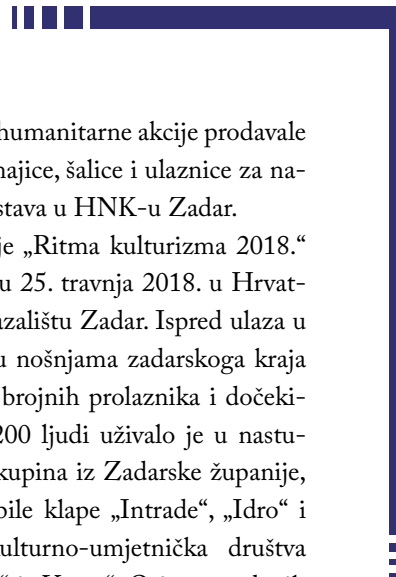 humanitarne akcije prodavale
majice, šalice i ulaznice za na-
stava u HNK-u Zadar.
je „Ritma kulturizma 2018.“
u 25. travnja 2018. u Hrvat-
azalištu Zadar. Ispred ulaza u
u nošnjama zadarskoga kraja
brojnih prolaznika i dočeki-
200 ljudi uživalo je u nastu-
kupina iz Zadarske županije,
bile klape „Intrade“, „Idro“ i
ulturno-umjetnička društva